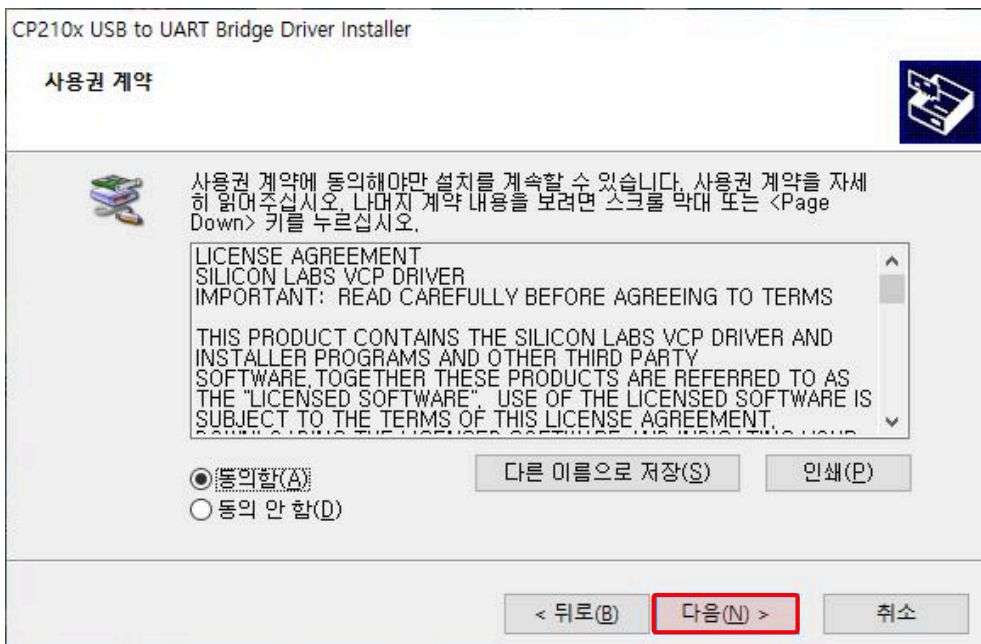 CP210x USB to UART Bridge Driver Installer
사용권 계약
사용권 계약에 동의해야만 설치를 계속할 수 있습니다. 사용권 계약을 자세
히 읽어주십시오. 나머지 계약 내용을 보려면 스크롤 막대 또는 <Page
Down> 키를 누르십시오.
LICENSE AGREEMENT
SILICON LABS VCP DRIVER
IMPORTANT: READ CAREFULLY BEFORE AGREEING TO TERMS
THIS PRODUCT CONTAINS THE SILICON LABS VCP DRIVER AND
INSTALLER PROGRAMS AND OTHER THIRD PARTY
SOFTWARE. TOGETHER THESE PRODUCTS ARE REFERRED TO AS
THE "LICENSED SOFTWARE". USE OF THE LICENSED SOFTWARE IS
SUBJECT TO THE TERMS OF THIS LICENSE AGREEMENT.
동의함(A)
다른 이름으로 저장(S)
인쇄(P)
동의 안 함(D)
< 뒤로(B)
다음(N) >
취소